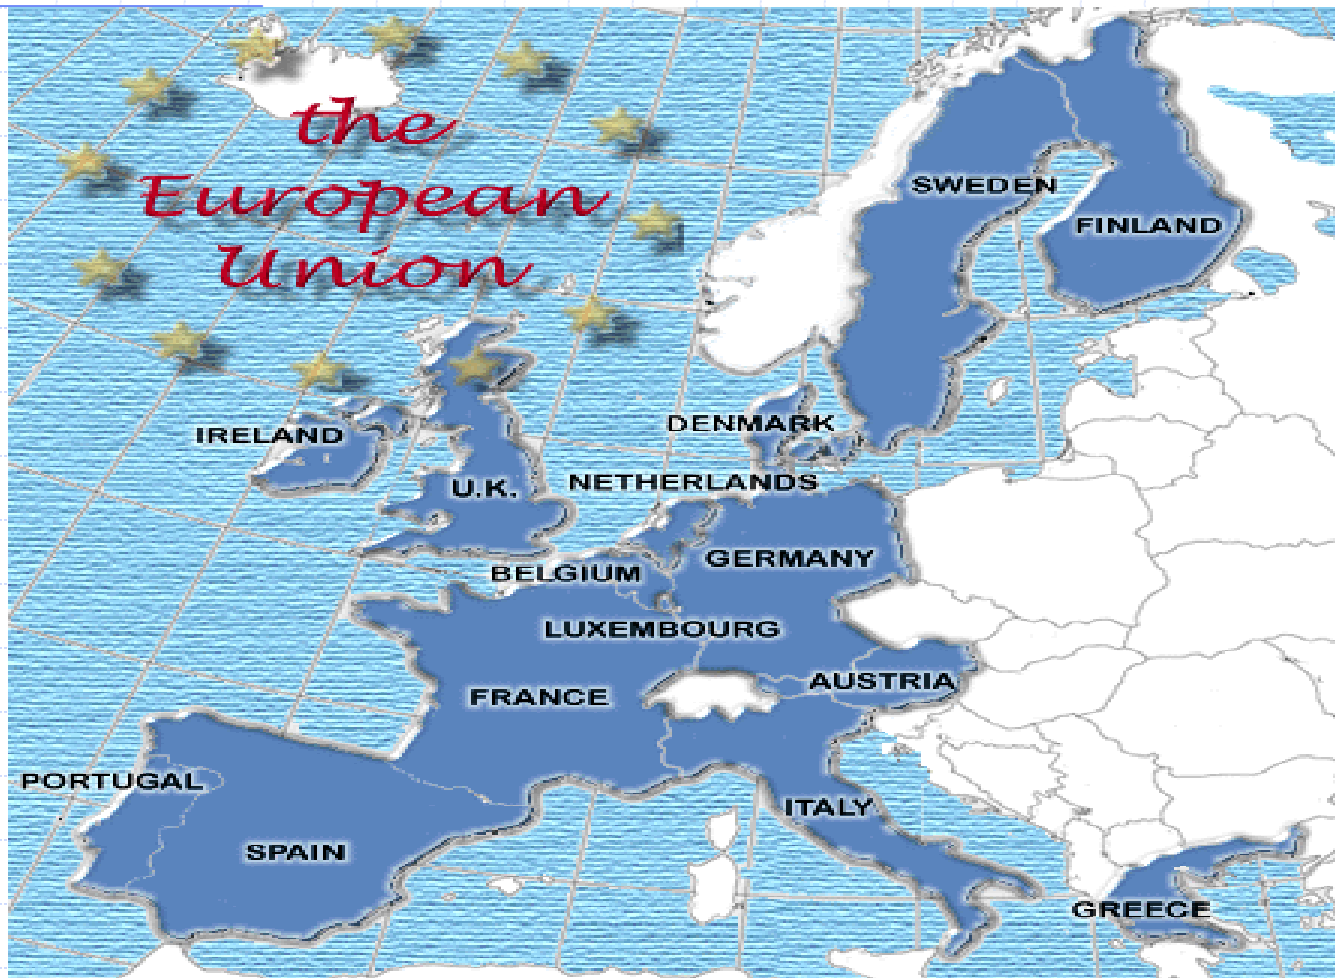 the
European
Union
SWEDEN
FINLAND
DENMARK
IRELAND
NETHERLANDS
U.K.
GERMANY
BELGIUM
LUXEMBOURG
AUSTRIA
FRANCE
PORTUGAL
ITALY
SPAIN
GREECE